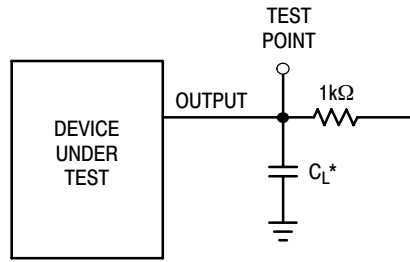 TEST
POINT
1kΩ
OUTPUT
DEVICE
UNDER
TEST
CL*